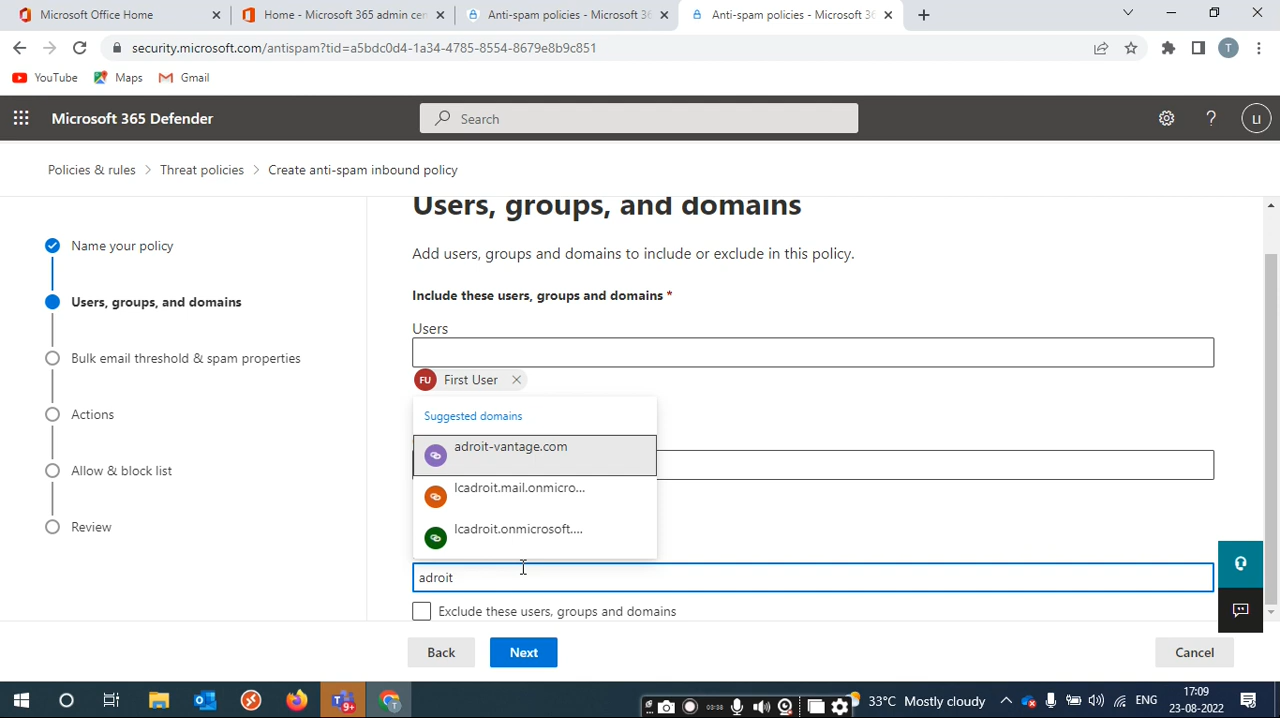 Microsoft Office Home
Home - Microsoft 365 admin cen
Anti-spam policies - Microsoft 36
Anti-spam policies - Microsoft 36
security.microsoft.com/antispam?tid=a5bdc0d4-1a34-4785-8554-8679e8b9c851
T
YouTube
Maps
Gmail
Microsoft 365 Defender
Search
?
LI
Policies & rules > Threat policies > Create anti-spam inbound policy
Name your policy
Users, groups, and domains
Bulk email threshold & spam properties
Actions
Allow & block list
Review
Users, groups, and domains
Add users, groups and domains to include or exclude in this policy.
Include these users, groups and domains *
Users
FU First User
Suggested domains
adroit-vantage.com
lcadroit.mail.onmicro...
lcadroit.onmicrosoft....
adroit
Exclude these users, groups and domains
Back
Next
Cancel
9+
T
03:38
33°C Mostly cloudy
ENG
17:09
23-08-2022